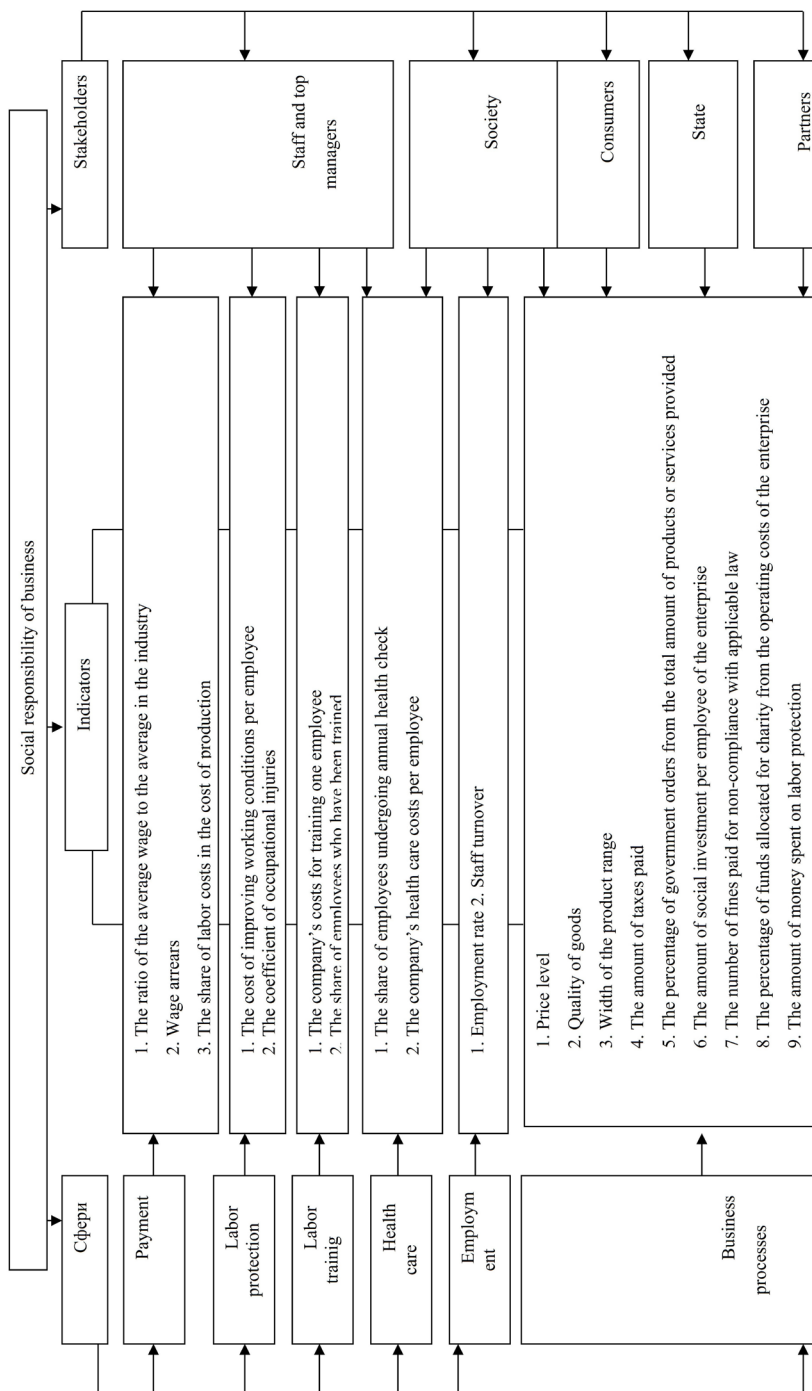 Social responsibility of business
Сфери
Indicators
Stakeholders
Payment
1. The ratio of the average wage to the average in the industry
2. Wage arrears
3. The share of labor costs in the cost of production
Staff and top
managers
Labor
protection
1. The cost of improving working conditions per employee
2. The coefficient of occupational injuries
Labor
trainig
1. The company's costs for training one employee
2. The share of employees who have been trained
Health
care
1. The share of employees undergoing annual health check
2. The company's health care costs per employee
Society
Employm
ent
1. Employment rate 2. Staff turnover
Consumers
Business
processes
1. Price level
2. Quality of goods
3. Width of the product range
4. The amount of taxes paid
5. The percentage of government orders from the total amount of products or services provided
6. The amount of social investment per employee of the enterprise
7. The number of fines paid for non-compliance with applicable law
8. The percentage of funds allocated for charity from the operating costs of the enterprise
9. The amount of money spent on labor protection
State
Partners